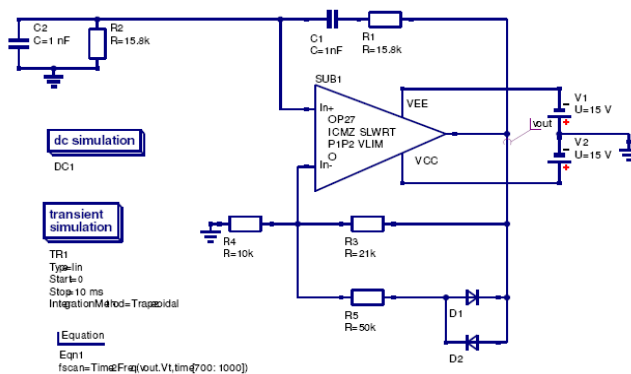 C2
C=1 nF
R2
R=15.8k
C1
C=1nF
R1
R=15.8k
SUB1
In+
OP27
ICMZ SLWRT
P1P2 VLIM
In-
O
VEE
VCC
vout
V1
U=15 V
V2
U=15 V
dc simulation
DC1
transient
simulation
TR1
Type=lin
Start=0
Stop=10 ms
IntegrationMethod=Trapezoidal
R4
R=10k
R3
R=21k
R5
R=50k
D1
D2
Equation
Eqn1
fscan=Time2Freq(vout.Vt,time[700: 1000])